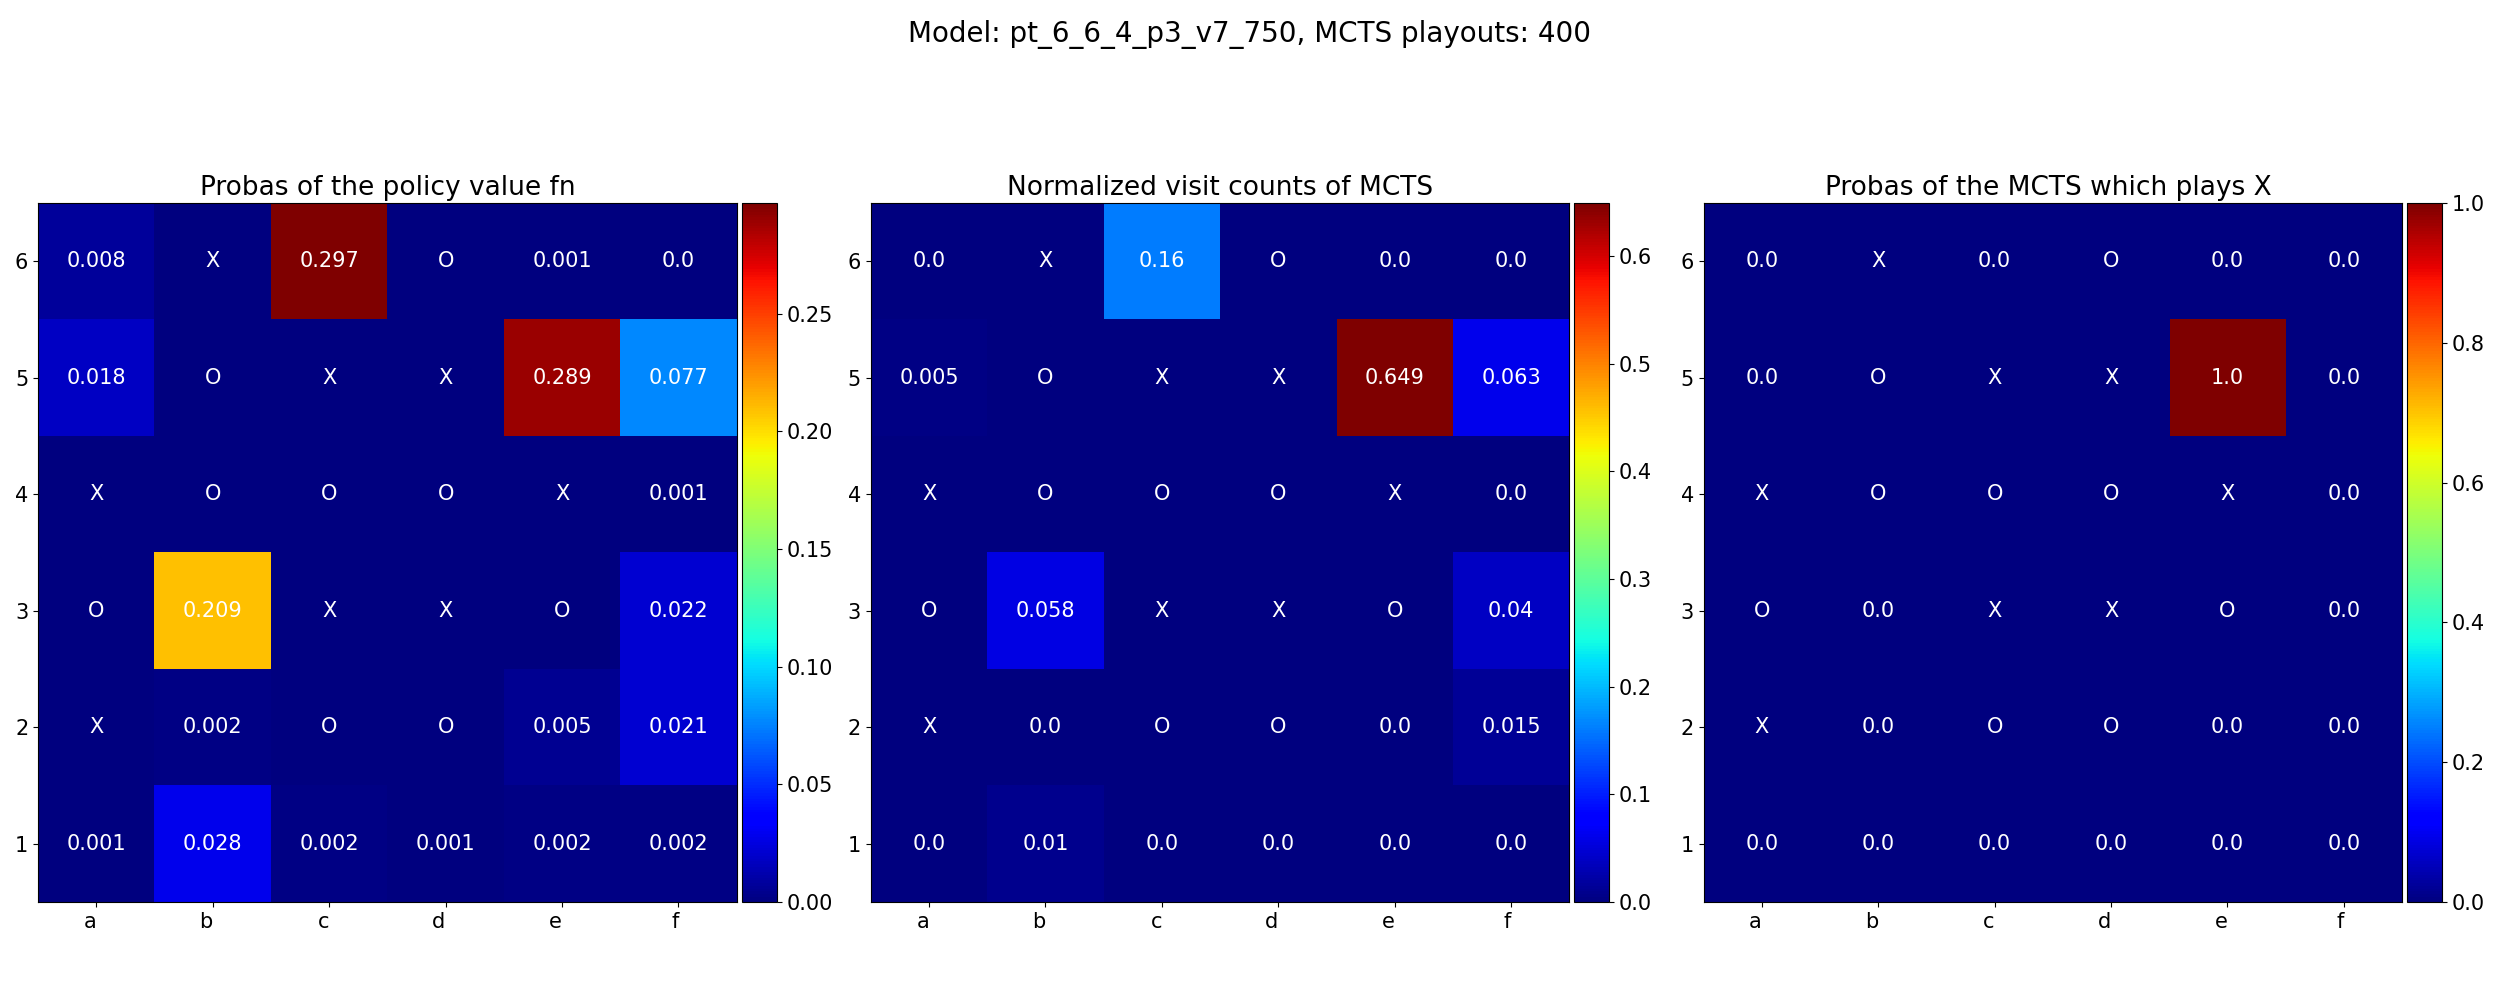 Model: pt_6_6_4_p3_v7_750, MCTS playouts: 400
Probas of the policy value fn
6 0.008 X 0.297 O 0.001 0.0
5 0.018 O X X 0.289 0.077
4 X O O O X 0.001
3 O 0.209 X X O 0.022
2 X 0.002 O O 0.005 0.021
1 0.001 0.028 0.002 0.001 0.002 0.002
a b c d e f
0.25
0.20
0.15
0.10
0.05
0.00
Normalized visit counts of MCTS
6 0.0 X 0.16 O 0.0 0.0
5 0.005 O X X 0.649 0.063
4 X O O O X 0.0
3 O 0.058 X X O 0.04
2 X 0.0 O O 0.0 0.015
1 0.0 0.01 0.0 0.0 0.0 0.0
a b c d e f
0.6
0.5
0.4
0.3
0.2
0.1
0.0
Probas of the MCTS which plays X
6 0.0 X 0.0 O 0.0 0.0
5 0.0 O X X 1.0 0.0
4 X O O O X 0.0
3 O 0.0 X X O 0.0
2 X 0.0 O O 0.0 0.0
1 0.0 0.0 0.0 0.0 0.0 0.0
a b c d e f
1.0
0.8
0.6
0.4
0.2
0.0